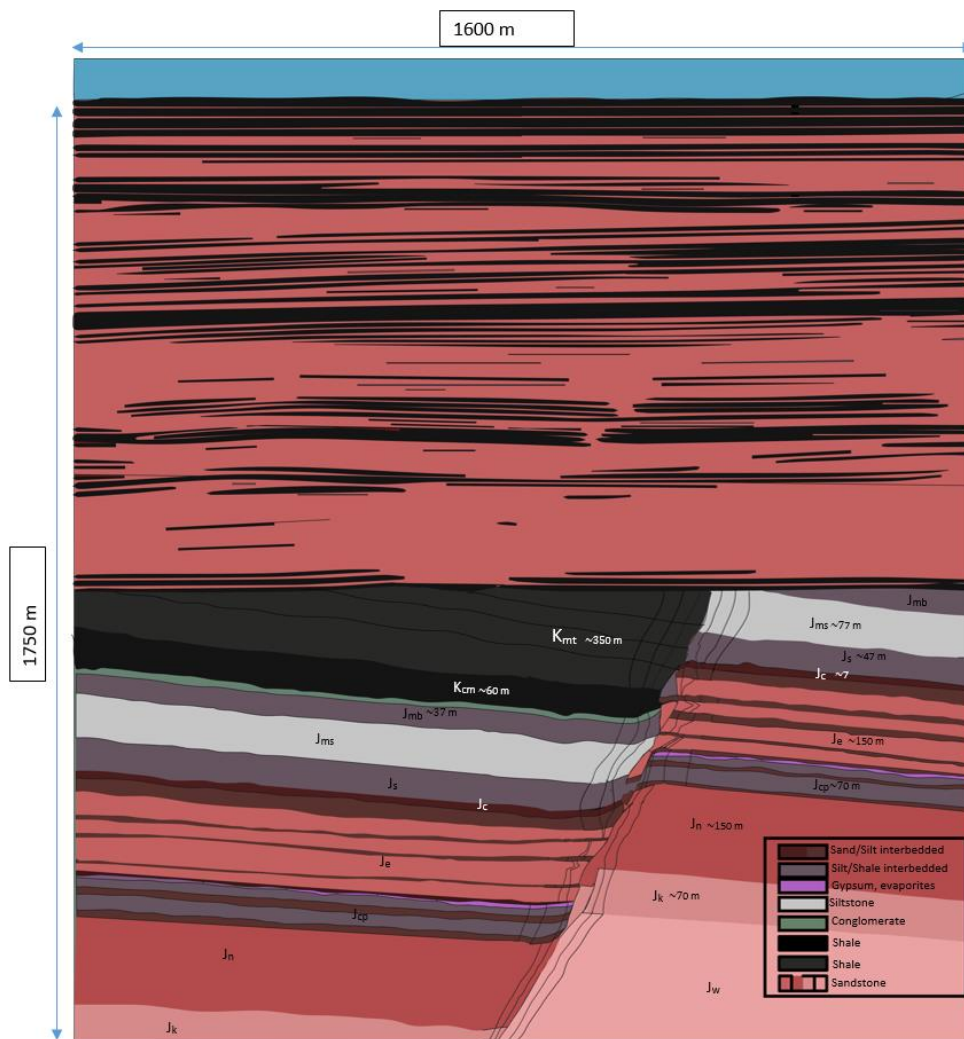 1600 m
1750 m
Jmb
Jms ~77 m
Kmt ~350 m
Js ~47 m
Jc ~7
Kcm ~60 m
Jmb ~37 m
Jms
Je ~150 m
Jcp ~70 m
Js
Jc
Jn ~150 m
Je
Jk ~70 m
Jcp
Jn
Jw
Jk
Sand/Silt interbedded
Silt/Shale interbedded
Gypsum, evaporites
Siltstone
Conglomerate
Shale
Shale
Sandstone